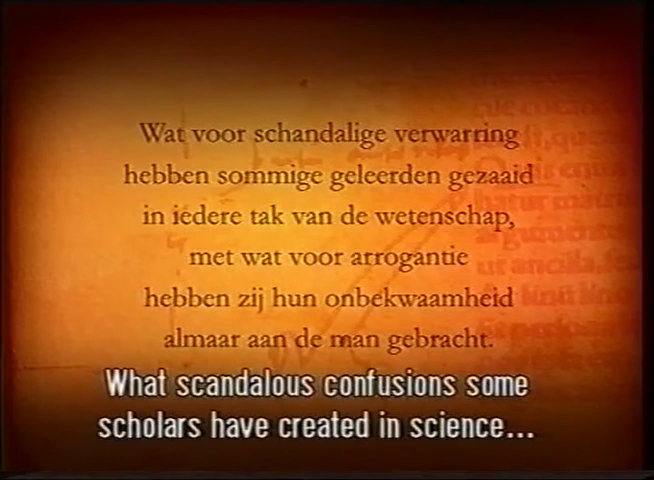 Wat voor schandalige verwarring
hebben sommige geleerden gezaaid
in iedere tak van de wetenschap,
met wat voor arrogantie
hebben zij hun onbekwaamheid
almaar aan de man gebracht.
What scandalous confusions some
scholars have created in science...